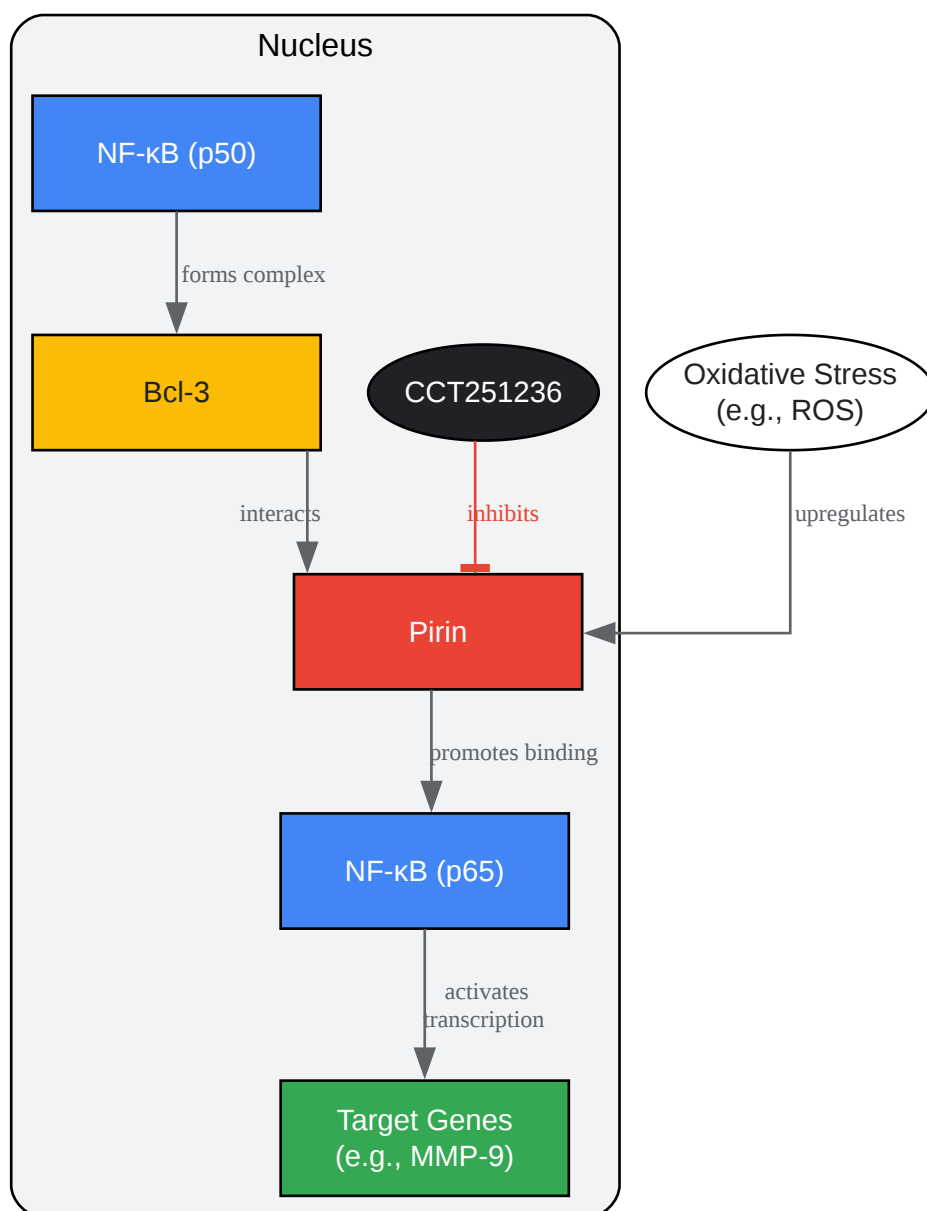 Nucleus
NF-κB (p50)
forms complex
Bcl-3
CCT251236
Oxidative Stress
(e.g., ROS)
interacts
inhibits
upregulates
Pirin
promotes binding
NF-κB (p65)
activates
transcription
Target Genes
(e.g., MMP-9)